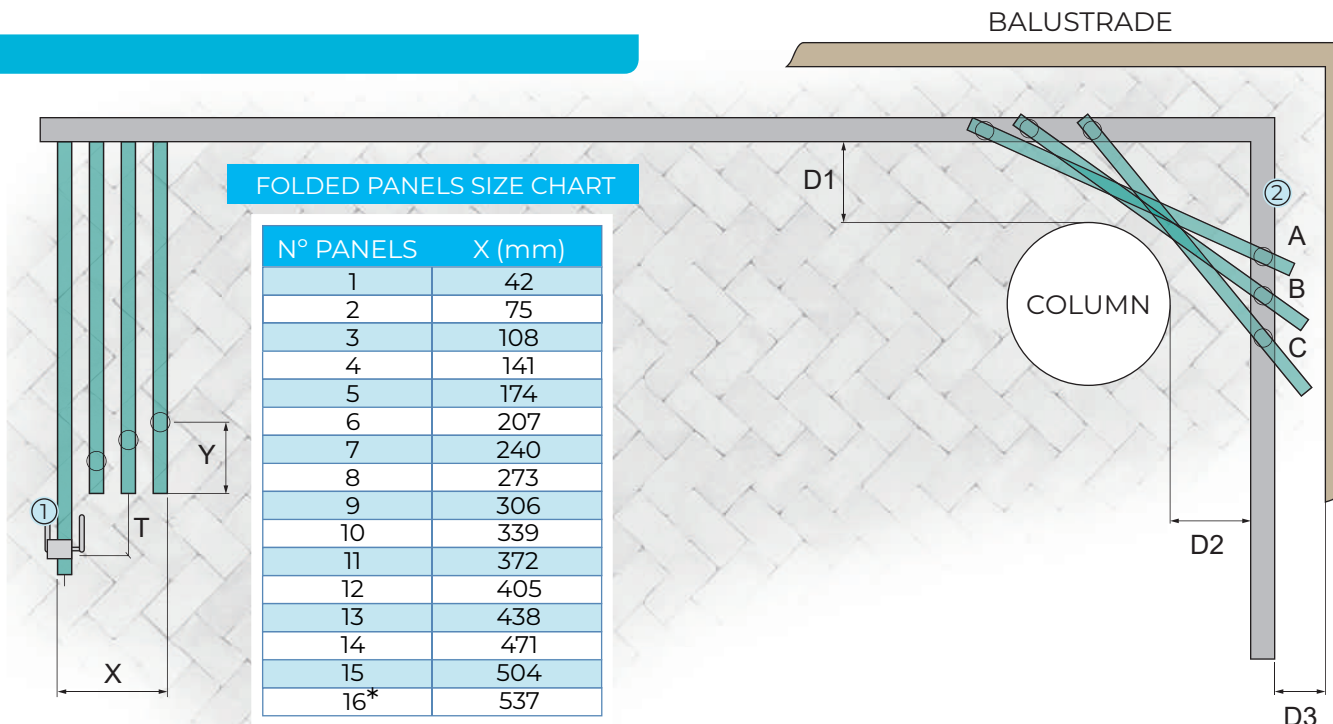 BALUSTRADE
FOLDED PANELS SIZE CHART
N° PANELS X (mm)
1 42
2 75
3 108
4 141
5 174
6 207
7 240
8 273
9 306
10 339
11 372
12 405
13 438
14 471
15 504
16* 537
1
Y
T
X
D1
COLUMN
2
A
B
C
D2
D3